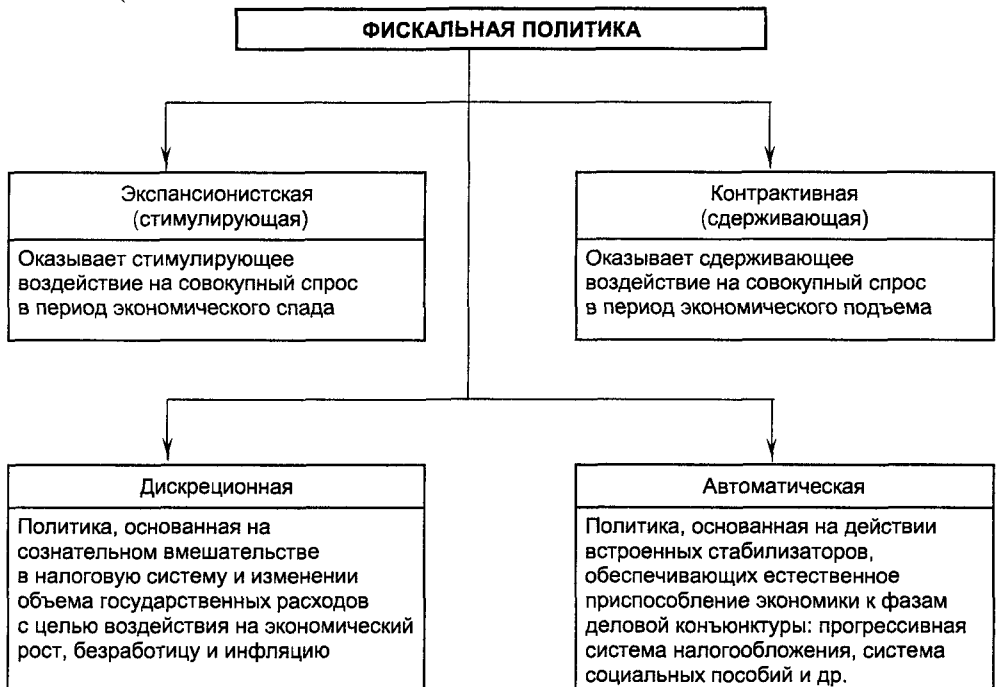 ФИСКАЛЬНАЯ ПОЛИТИКА
Экспансионистская
(стимулирующая)
Оказывает стимулирующее
воздействие на совокупный спрос
в период экономического спада
Контрактивная
(сдерживающая)
Оказывает сдерживающее
воздействие на совокупный спрос
в период экономического подъема
Дискреционная
Политика, основанная на
сознательном вмешательстве
в налоговую систему и изменении
объема государственных расходов
с целью воздействия на экономический
рост, безработицу и инфляцию
Автоматическая
Политика, основанная на действии
встроенных стабилизаторов,
обеспечивающих естественное
приспособление экономики к фазам
деловой конъюнктуры: прогрессивная
система налогообложения, система
социальных пособий и др.